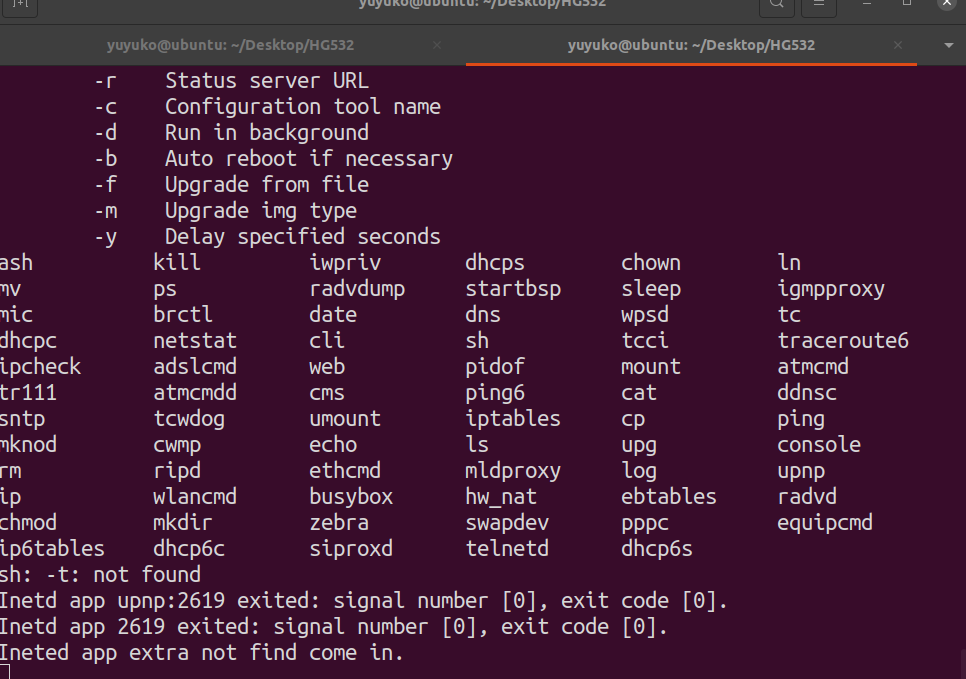 yuyuko@ubuntu: ~/Desktop/HG532
yuyuko@ubuntu: ~/Desktop/HG532 × yuyuko@ubuntu: ~/Desktop/HG532 ×
-r Status server URL
-c Configuration tool name
-d Run in background
-b Auto reboot if necessary
-f Upgrade from file
-m Upgrade img type
-y Delay specified seconds
ash kill iwpriv dhcps chown ln
mv ps radvdump startbsp sleep igmpproxy
mic brctl date dns wpsd tc
dhcpc netstat cli sh tcci traceroute6
ipcheck adslcmd web pidof mount atmcmd
tr111 atmcmdd cms ping6 cat ddnsc
sntp tcwdog umount iptables cp ping
mknod cwmp echo ls upg console
rm ripd ethcmd mldproxy log upnp
ip wlancmd busybox hw_nat ebtables radvd
chmod mkdir zebra swapdev pppc equipcmd
ip6tables dhcp6c siproxd telnetd dhcp6s
sh: -t: not found
Inetd app upnp:2619 exited: signal number [0], exit code [0].
Inetd app 2619 exited: signal number [0], exit code [0].
Ineted app extra not find come in.